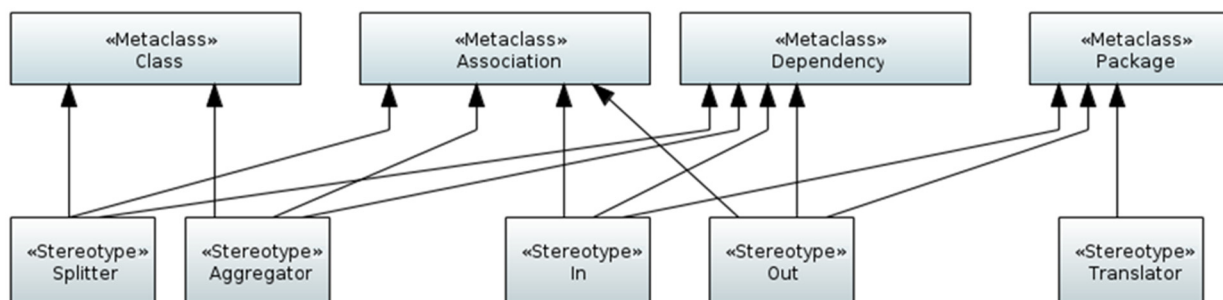 «Metaclass»
Class
«Metaclass»
Association
«Metaclass»
Dependency
«Metaclass»
Package
«Stereotype»
Splitter
«Stereotype»
Aggregator
«Stereotype»
In
«Stereotype»
Out
«Stereotype»
Translator